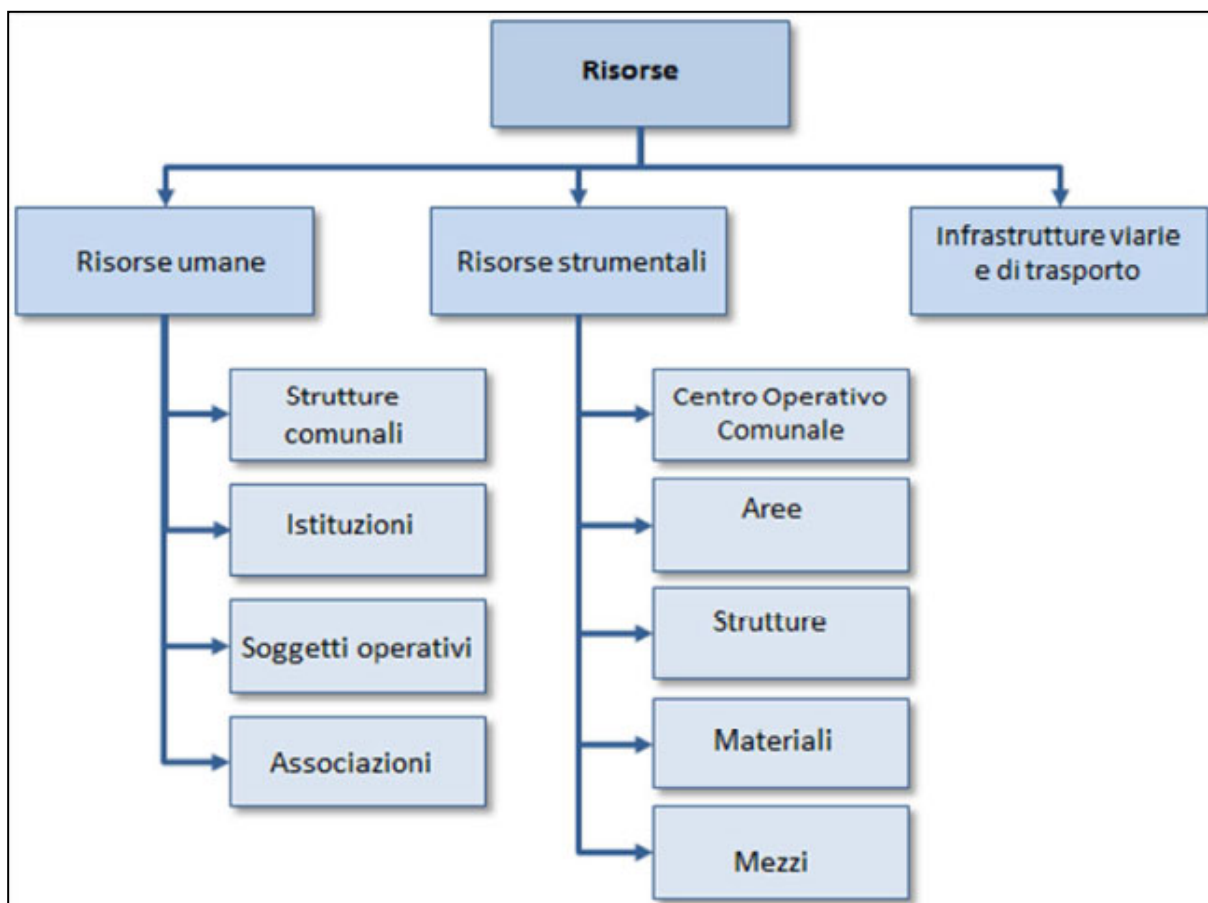 Risorse
Risorse umane
Risorse strumentali
Infrastrutture viarie
e di trasporto
Strutture
comunali
Istituzioni
Soggetti operativi
Associazioni
Centro Operativo
Comunale
Aree
Strutture
Materiali
Mezzi